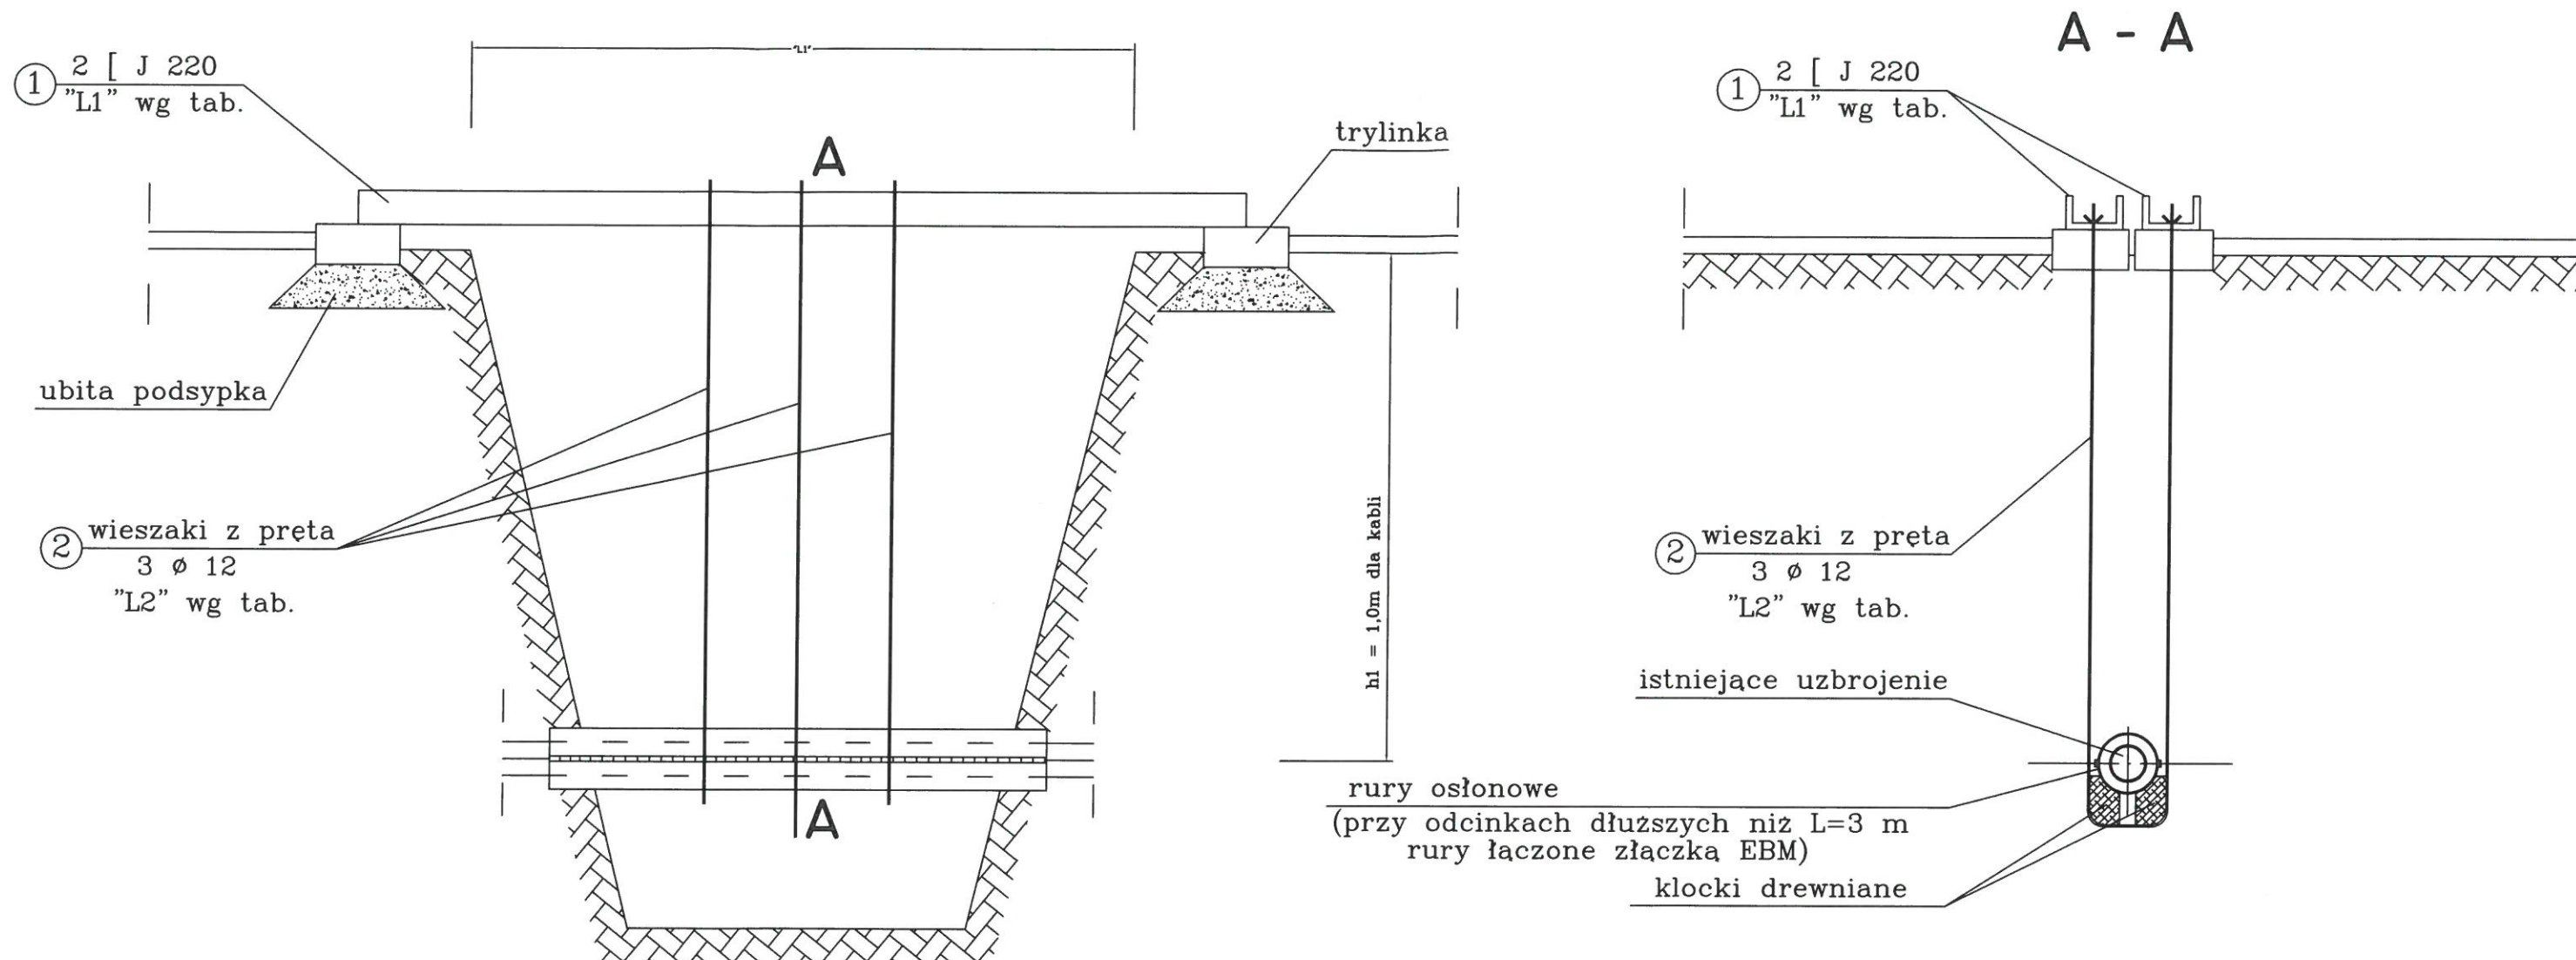 "L1"
1 2 [ J 220
"L1" wg tab.
A
trylinka
ubita podsypka
2 wieszaki z pręta
3 ø 12
"L2" wg tab.
h1 = 1,0m dla kabli
A
A - A
1 2 [ J 220
"L1" wg tab.
2 wieszaki z pręta
3 ø 12
"L2" wg tab.
istniejące uzbrojenie
rury osłonowe
(przy odcinkach dłuższych niż L=3 m
rury łączone złączką EBM)
klocki drewniane